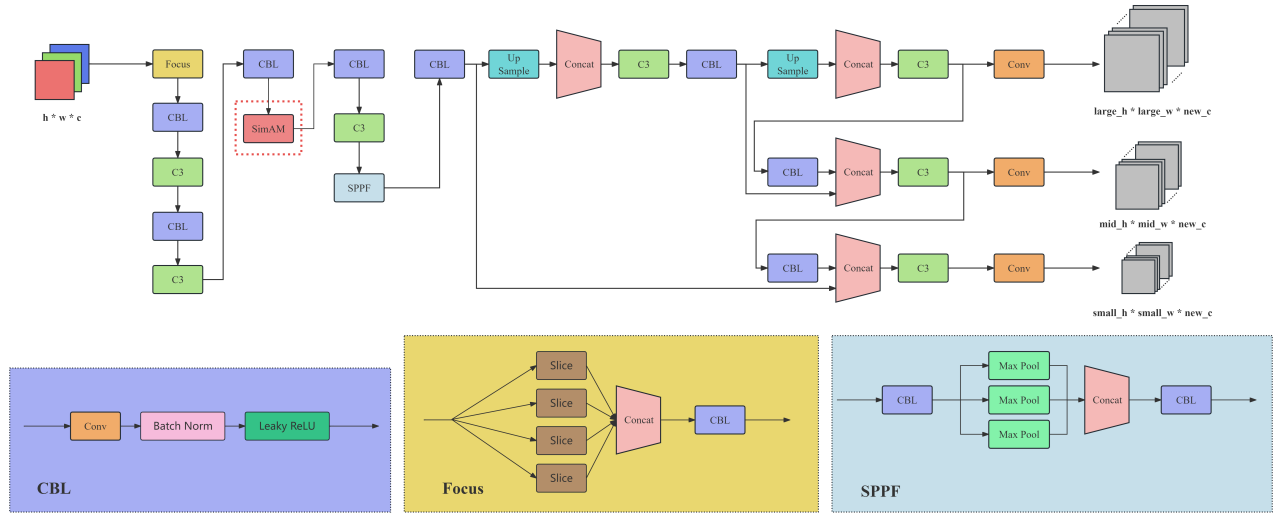 h * w * c
Focus
CBL
C3
CBL
C3
CBL
SimAM
CBL
C3
SPPF
CBL
Up
Sample
Concat
C3
CBL
Up
Sample
Concat
C3
Conv
large_h * large_w * new_c
CBL
Concat
C3
Conv
mid_h * mid_w * new_c
CBL
Concat
C3
Conv
small_h * small_w * new_c
Conv
Batch Norm
Leaky ReLU
CBL
Slice
Slice
Slice
Slice
Concat
CBL
Focus
CBL
Max Pool
Max Pool
Max Pool
Concat
CBL
SPPF